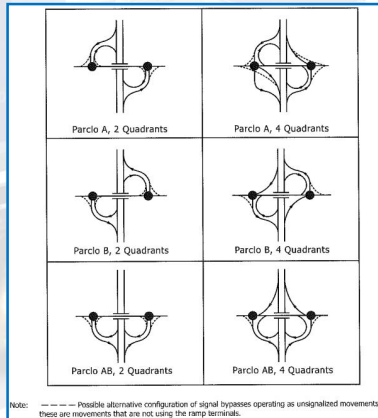 Parclo A, 2 Quadrants
Parclo A, 4 Quadrants
Parclo B, 2 Quadrants
Parclo B, 4 Quadrants
Parclo AB, 2 Quadrants
Parclo AB, 4 Quadrants
Note: ———— Possible alternative configuration of signal bypasses operating as unsignalized movements
these are movements that are not using the ramp terminals.